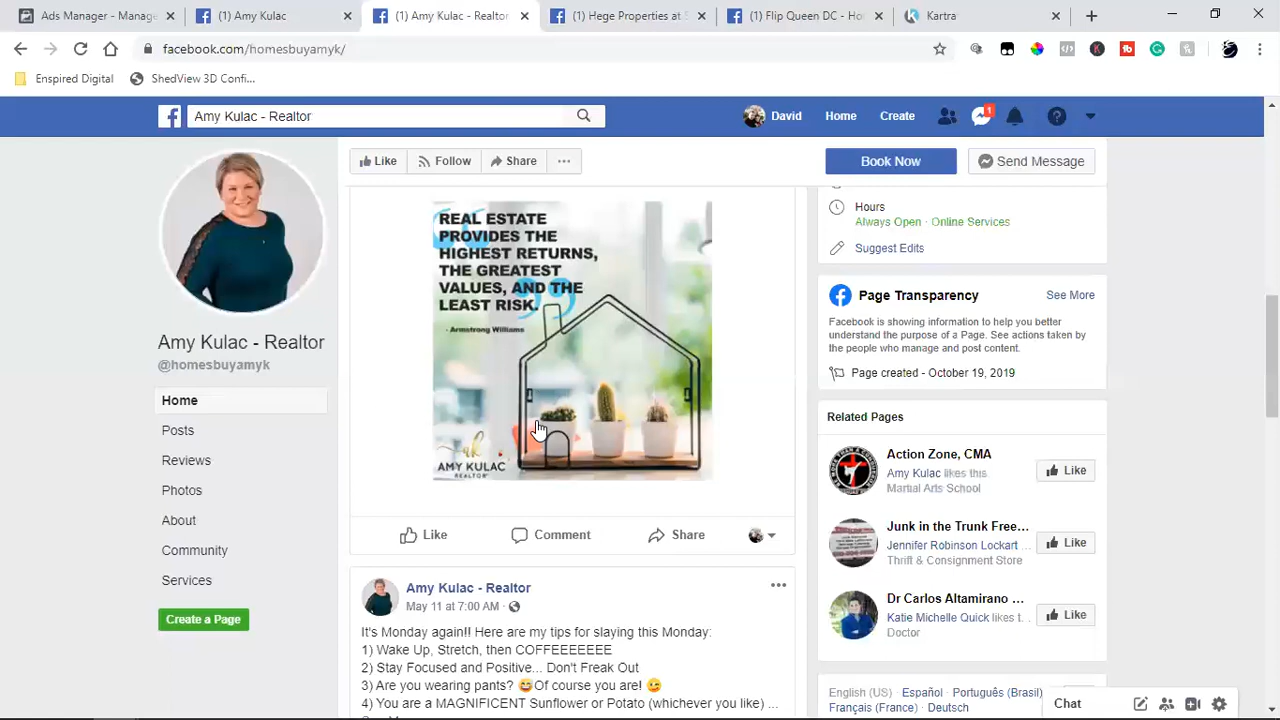 Ads Manager - Manage
(1) Amy Kulac
(1) Amy Kulac - Realtor
(1) Hege Properties at S
(1) Flip Queen DC - Ho
Kartra
facebook.com/homesbuyamyk/
Enspired Digital
ShedView 3D Confi...
Amy Kulac - Realtor
David
Home
Create
1
Like
Follow
Share
Book Now
Send Message
Amy Kulac - Realtor
@homesbuyamyk
Home
Posts
Reviews
Photos
About
Community
Services
Create a Page
REAL ESTATE
PROVIDES THE
HIGHEST RETURNS,
THE GREATEST
VALUES, AND THE
LEAST RISK.
- Armstrong Williams
ak
AMY KULAC
REALTOR
Like
Comment
Share
Amy Kulac - Realtor
May 11 at 7:00 AM ·
It's Monday again!! Here are my tips for slaying this Monday:
1) Wake Up, Stretch, then COFFEEEEEEE
2) Stay Focused and Positive... Don't Freak Out
3) Are you wearing pants? 😅Of course you are! 😉
4) You are a MAGNIFICENT Sunflower or Potato (whichever you like) ...
Hours
Always Open · Online Services
Suggest Edits
Page Transparency
See More
Facebook is showing information to help you better
understand the purpose of a Page. See actions taken by
the people who manage and post content.
Page created - October 19, 2019
Related Pages
Action Zone, CMA
Amy Kulac likes this
Martial Arts School
Like
Junk in the Trunk Free...
Jennifer Robinson Lockart ...
Thrift & Consignment Store
Like
Dr Carlos Altamirano ...
Katie Michelle Quick likes t...
Doctor
Like
English (US) · Español · Português (Brasil)
Français (France) · Deutsch
Chat